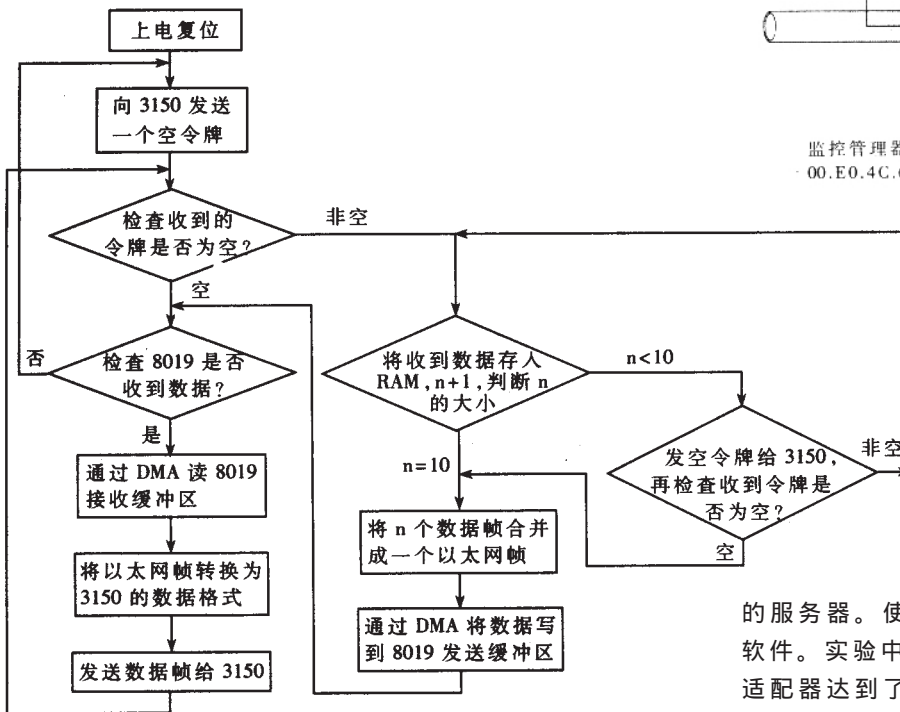 上电复位
向 3150 发送
一个空令牌
检查收到的
令牌是否为空?
非空
空
检查 8019 是否
收到数据?
否
是
通过 DMA 读 8019
接收缓冲区
将以太网帧转换为
3150 的数据格式
发送数据帧给 3150
将收到数据存入
RAM,n+1,判断 n
的大小
n<10
n=10
发空令牌给 3150,
再检查收到令牌是
否为空?
非空
空
将 n 个数据帧合并
成一个以太网帧
通过 DMA 将数据写
到 8019 发送缓冲区
监控管理器
00.E0.4C.
的服务器。使
软件。实验中
适配器达到了